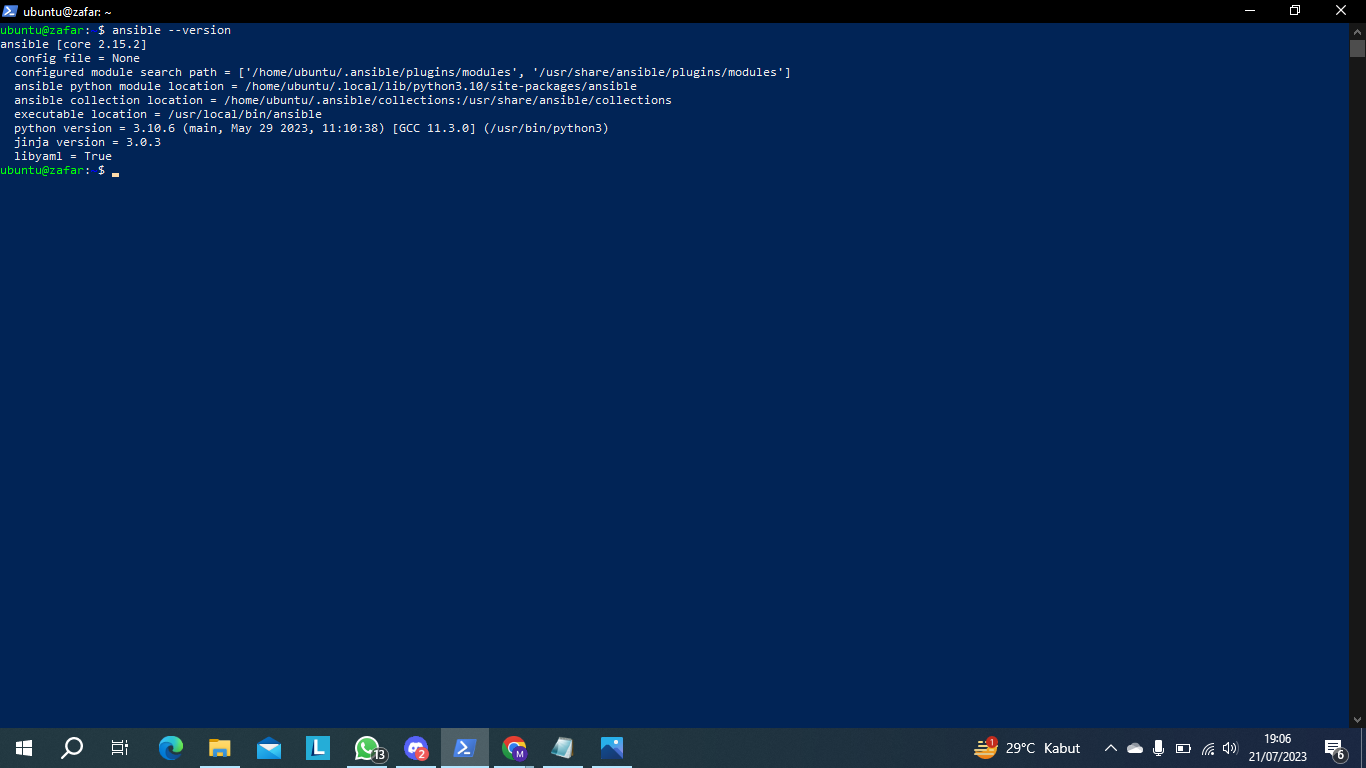 ubuntu@zafar: ~
ubuntu@zafar:~$ ansible --version
ansible [core 2.15.2]
  config file = None
  configured module search path = ['/home/ubuntu/.ansible/plugins/modules', '/usr/share/ansible/plugins/modules']
  ansible python module location = /home/ubuntu/.local/lib/python3.10/site-packages/ansible
  ansible collection location = /home/ubuntu/.ansible/collections:/usr/share/ansible/collections
  executable location = /usr/local/bin/ansible
  python version = 3.10.6 (main, May 29 2023, 11:10:38) [GCC 11.3.0] (/usr/bin/python3)
  jinja version = 3.0.3
  libyaml = True
ubuntu@zafar:~$
L
13
2
M
1
29°C Kabut
19:06
21/07/2023
6